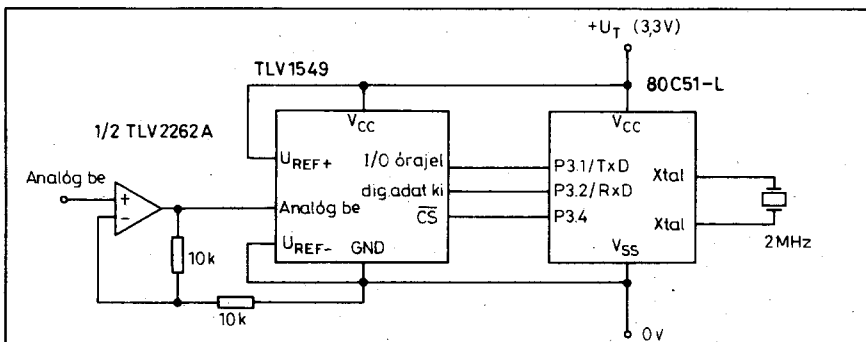 +U_T (3,3V)
TLV1549
80C51-L
1/2 TLV2262A
V_CC
V_CC
U_REF+
I/O órajel
P3.1/TxD
Xtal
Analóg be
dig.adat ki
P3.2/RxD
Analóg be
C̅S̅
P3.4
Xtal
+
-
U_REF-
GND
V_SS
2MHz
10k
10k
0V